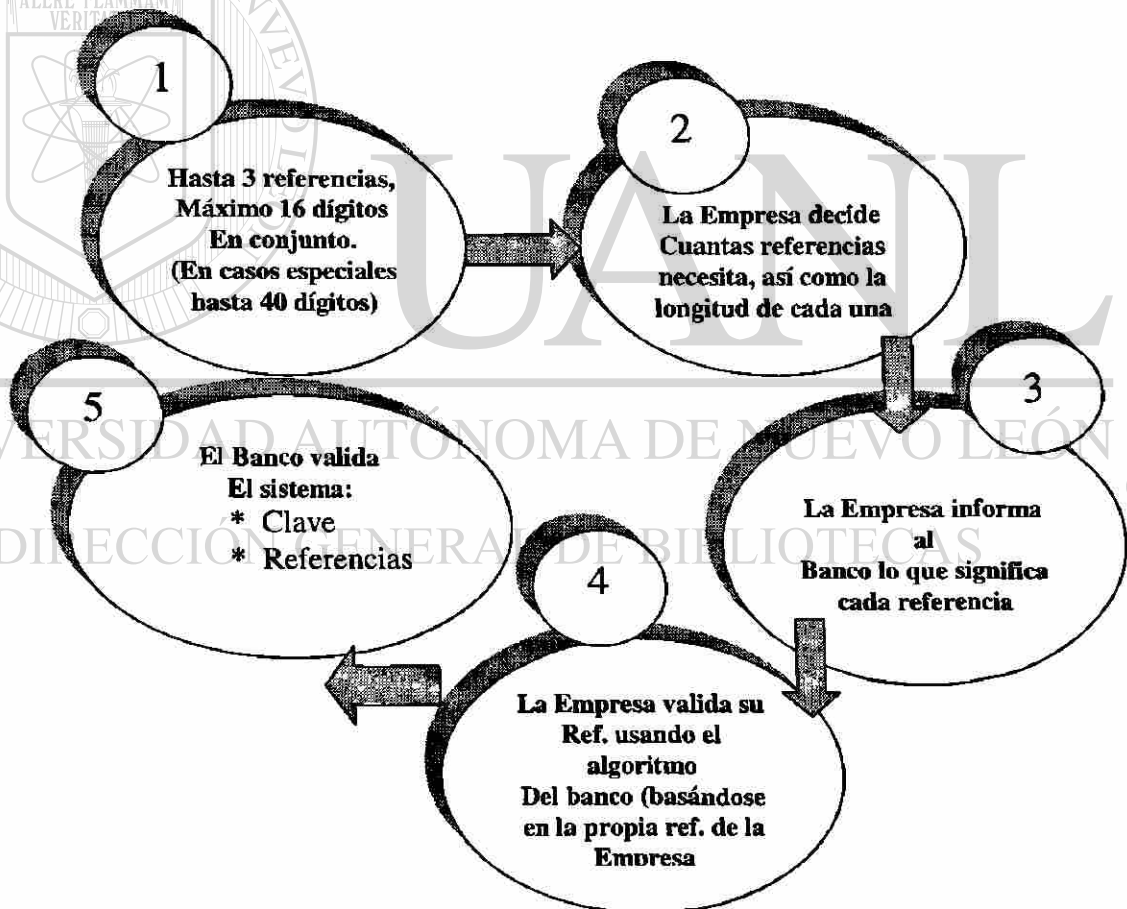 ALERE FLAMMAM
VERITATIS
1
Hasta 3 referencias,
Máximo 16 dígitos
En conjunto.
(En casos especiales
hasta 40 dígitos)
2
La Empresa decide
Cuantas referencias
necesita, así como la
longitud de cada una
3
La Empresa informa
al
Banco lo que significa
cada referencia
4
La Empresa valida su
Ref. usando el
algoritmo
Del banco (basándose
en la propia ref. de la
Empresa
5
El Banco valida
El sistema:
* Clave
* Referencias
UANL
VERSIDAD AUTÓNOMA DE NUEVO LEÓN
DIRECCIÓN GENERAL DE BIBLIOTECAS